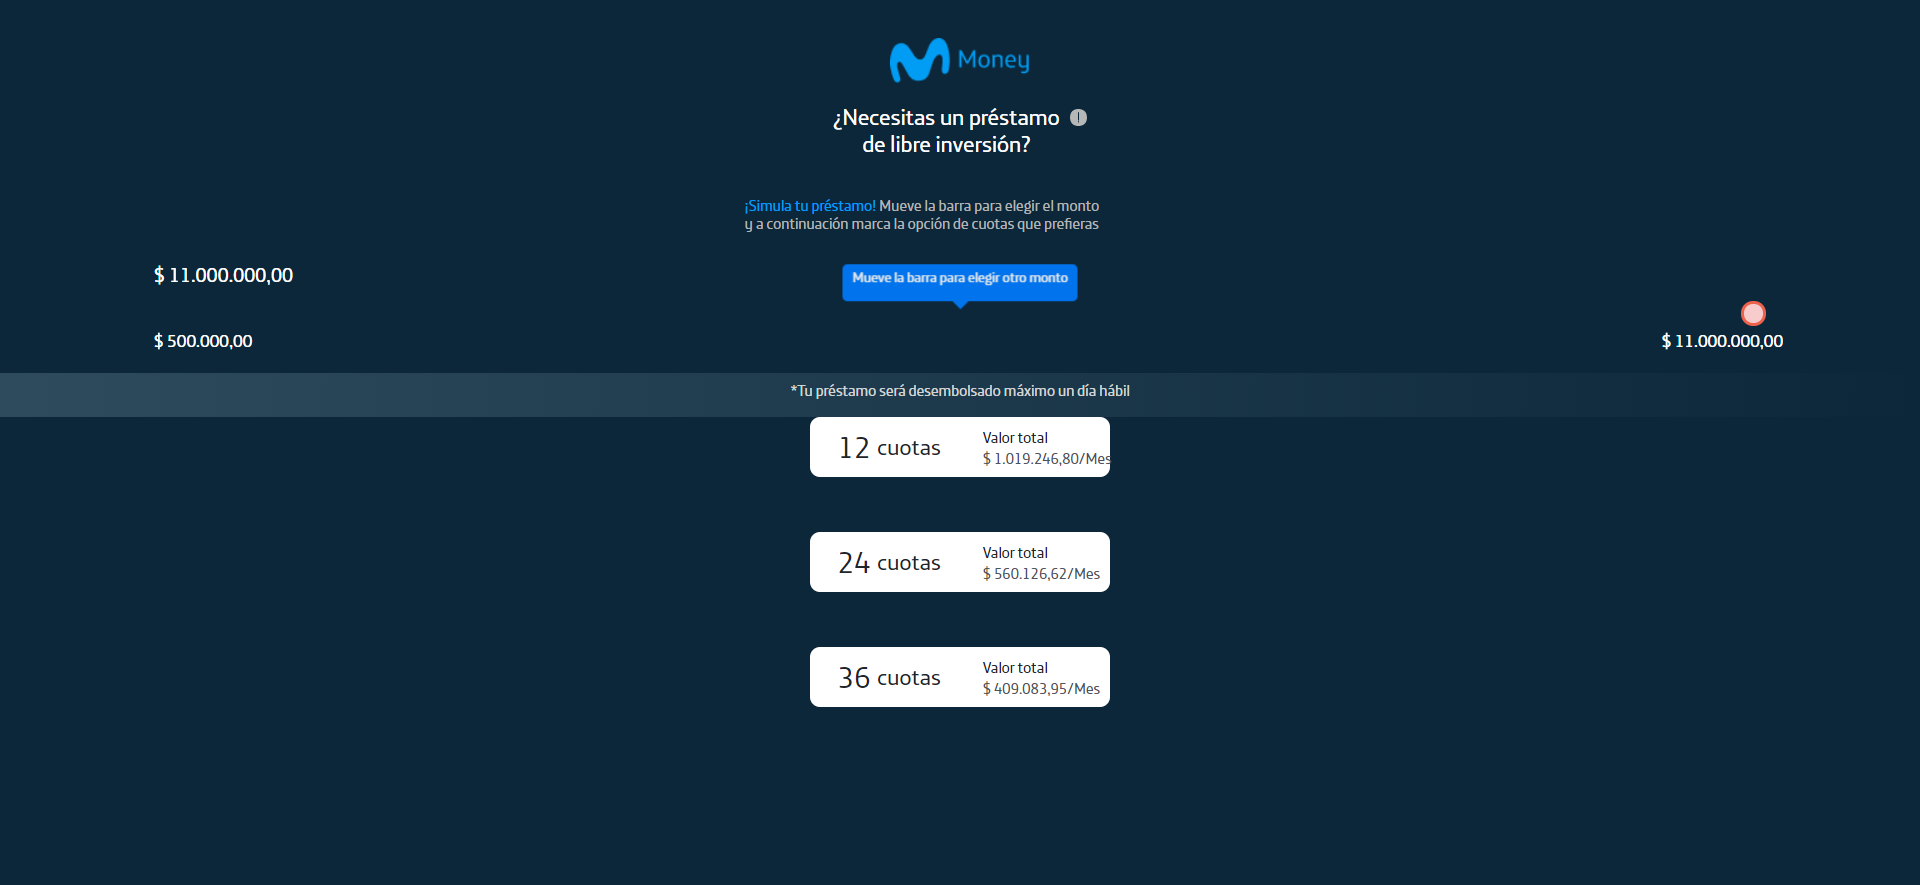 Money
¿Necesitas un préstamo
de libre inversión?
¡Simula tu préstamo! Mueve la barra para elegir el monto
y a continuación marca la opción de cuotas que prefieras
$ 11.000.000,00
Mueve la barra para elegir otro monto
$ 500.000,00
$ 11.000.000,00
*Tu préstamo será desembolsado máximo un día hábil
12 cuotas
Valor total
$ 1.019.246,80/Mes
24 cuotas
Valor total
$ 560.126,62/Mes
36 cuotas
Valor total
$ 409.083,95/Mes